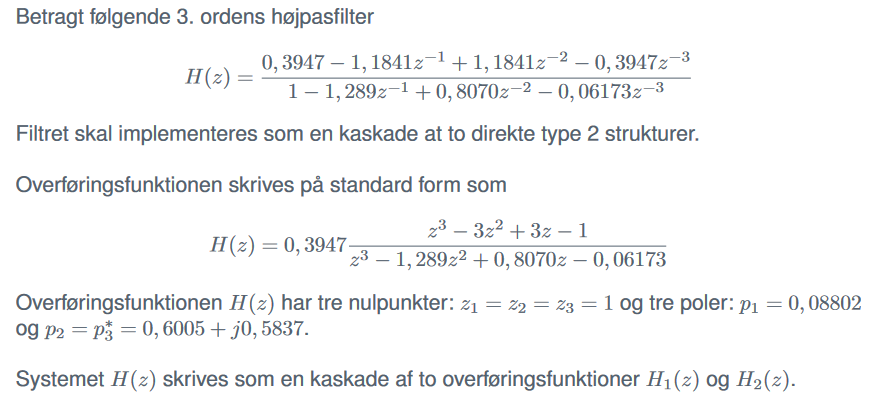 Betragt følgende 3. ordens højpasfilter
H(z) = \frac{0,3947 − 1,1841z^{−1} + 1,1841z^{−2} − 0,3947z^{−3}}{1 − 1,289z^{−1} + 0,8070z^{−2} − 0,06173z^{−3}}
Filtret skal implementeres som en kaskade at to direkte type 2 strukturer.
Overføringsfunktionen skrives på standard form som
H(z) = 0,3947 \frac{z^3 − 3z^2 + 3z − 1}{z^3 − 1,289z^2 + 0,8070z − 0,06173}
Overføringsfunktionen H(z) har tre nulpunkter: z_1 = z_2 = z_3 = 1 og tre poler: p_1 = 0,08802
og p_2 = p_3^* = 0,6005 + j0,5837.
Systemet H(z) skrives som en kaskade af to overføringsfunktioner H_1(z) og H_2(z).